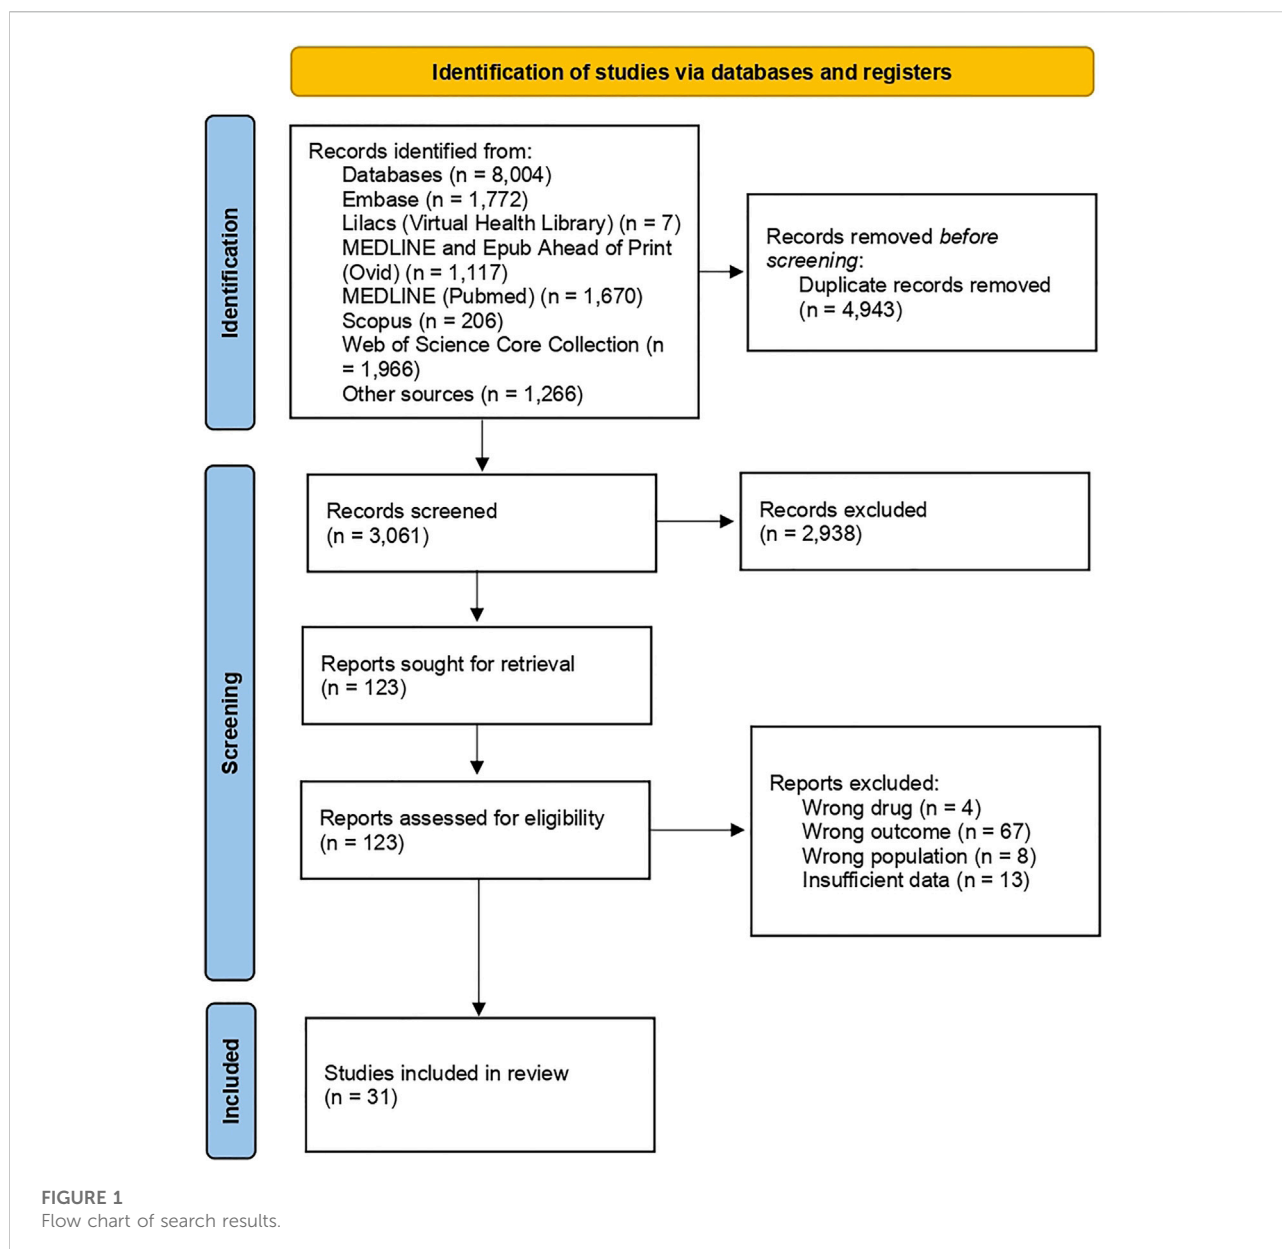 Identification of studies via databases and registers
Identification
Records identified from:
Databases (n = 8,004)
Embase (n = 1,772)
Lilacs (Virtual Health Library) (n = 7)
MEDLINE and Epub Ahead of Print
(Ovid) (n = 1,117)
MEDLINE (Pubmed) (n = 1,670)
Scopus (n = 206)
Web of Science Core Collection (n
= 1,966)
Other sources (n = 1,266)
Records removed before
screening:
Duplicate records removed
(n = 4,943)
Screening
Records screened
(n = 3,061)
Records excluded
(n = 2,938)
Reports sought for retrieval
(n = 123)
Reports assessed for eligibility
(n = 123)
Reports excluded:
Wrong drug (n = 4)
Wrong outcome (n = 67)
Wrong population (n = 8)
Insufficient data (n = 13)
Included
Studies included in review
(n = 31)
FIGURE 1
Flow chart of search results.